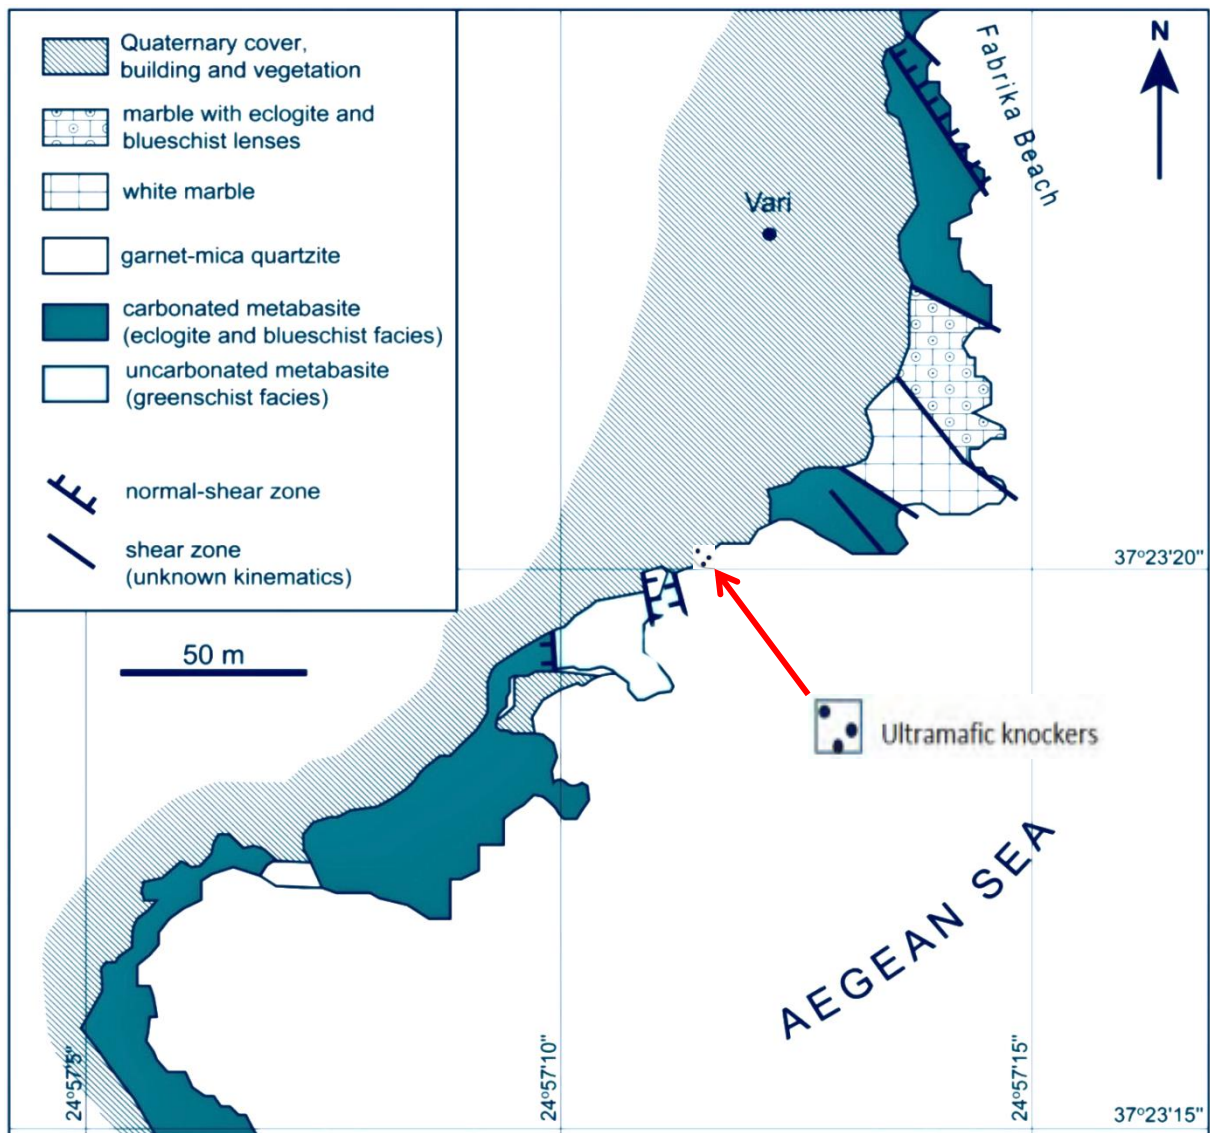 Quaternary cover,
building and vegetation
marble with eclogite and
blueschist lenses
white marble
garnet-mica quartzite
carbonated metabasite
(eclogite and blueschist facies)
uncarbonated metabasite
(greenschist facies)
normal-shear zone
shear zone
(unknown kinematics)
50 m
N
Fabrika Beach
Vari
37°23'20"
Ultramafic knockers
AEGEAN SEA
24°57'5"
24°57'10"
24°57'15"
37°23'15"